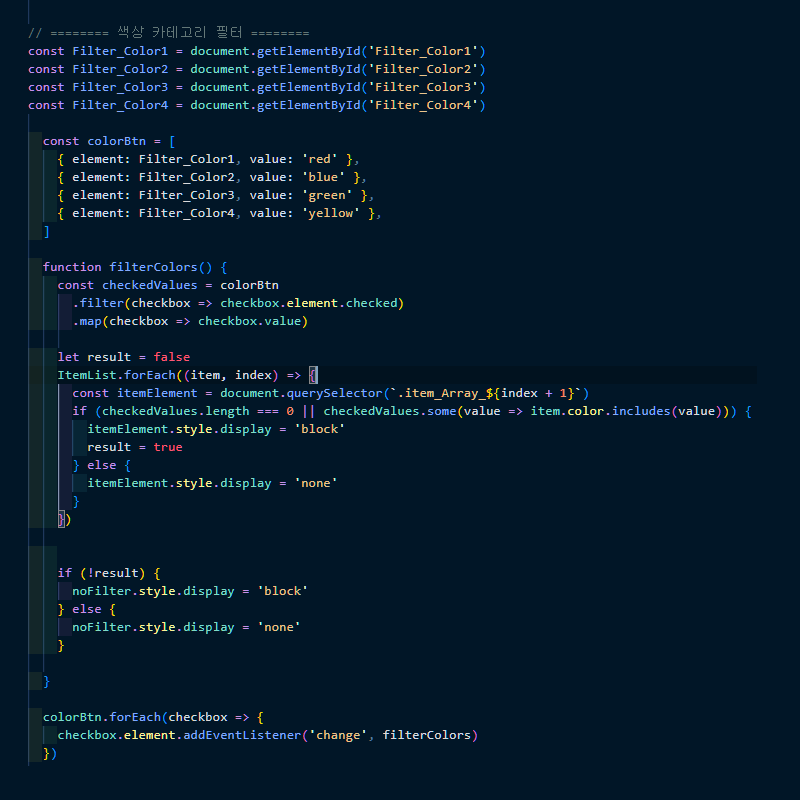 // ======== 색상 카테고리 필터 ========
const Filter_Color1 = document.getElementById('Filter_Color1')
const Filter_Color2 = document.getElementById('Filter_Color2')
const Filter_Color3 = document.getElementById('Filter_Color3')
const Filter_Color4 = document.getElementById('Filter_Color4')
const colorBtn = [
{ element: Filter_Color1, value: 'red' },
{ element: Filter_Color2, value: 'blue' },
{ element: Filter_Color3, value: 'green' },
{ element: Filter_Color4, value: 'yellow' },
]
function filterColors() {
const checkedValues = colorBtn
.filter(checkbox => checkbox.element.checked)
.map(checkbox => checkbox.value)
let result = false
ItemList.forEach((item, index) => {
const itemElement = document.querySelector(`.item_Array_${index + 1}`)
if (checkedValues.length === 0 || checkedValues.some(value => item.color.includes(value))) {
itemElement.style.display = 'block'
result = true
} else {
itemElement.style.display = 'none'
}
})
if (!result) {
noFilter.style.display = 'block'
} else {
noFilter.style.display = 'none'
}
}
colorBtn.forEach(checkbox => {
checkbox.element.addEventListener('change', filterColors)
})